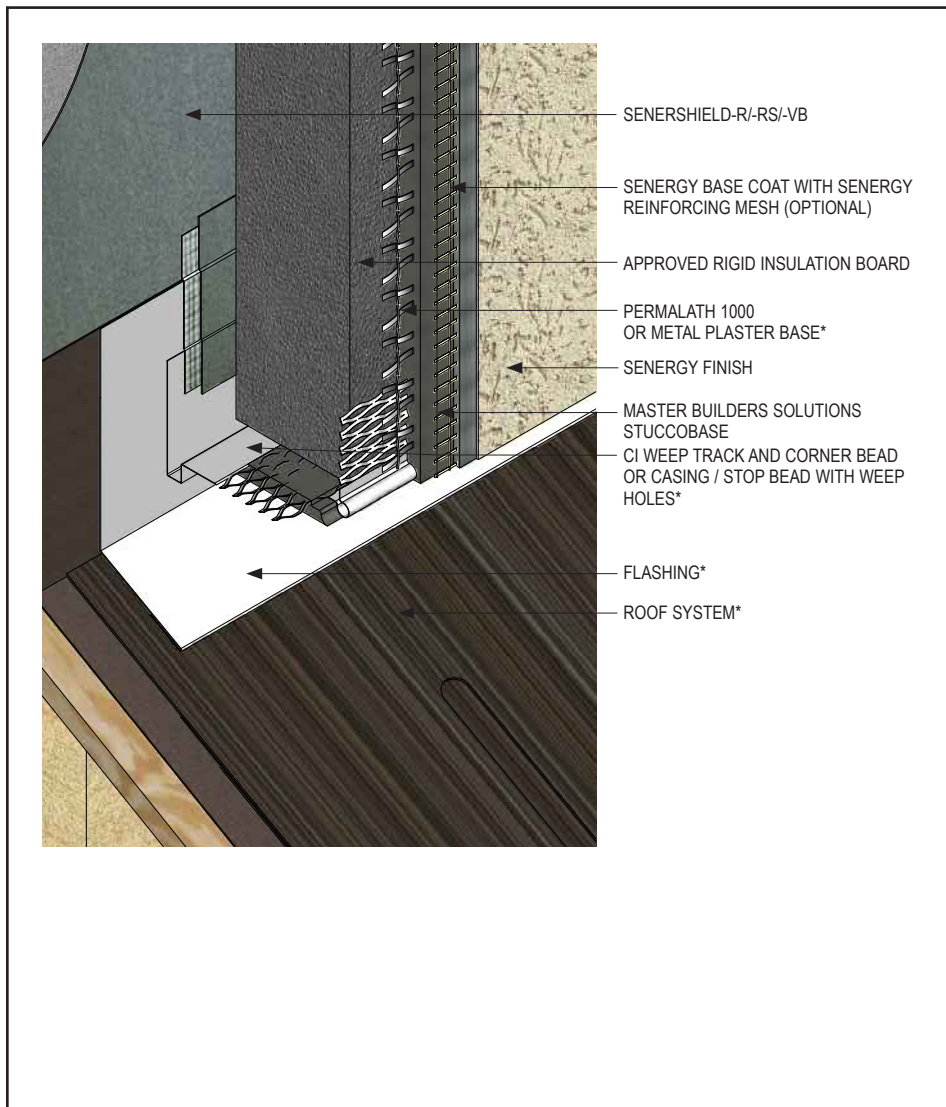 SENERSHIELD-R/-RS/-VB
SENERGY BASE COAT WITH SENERGY
REINFORCING MESH (OPTIONAL)
APPROVED RIGID INSULATION BOARD
PERMALATH 1000
OR METAL PLASTER BASE*
SENERGY FINISH
MASTER BUILDERS SOLUTIONS
STUCCOBASE
CI WEEP TRACK AND CORNER BEAD
OR CASING / STOP BEAD WITH WEEP
HOLES*
FLASHING*
ROOF SYSTEM*